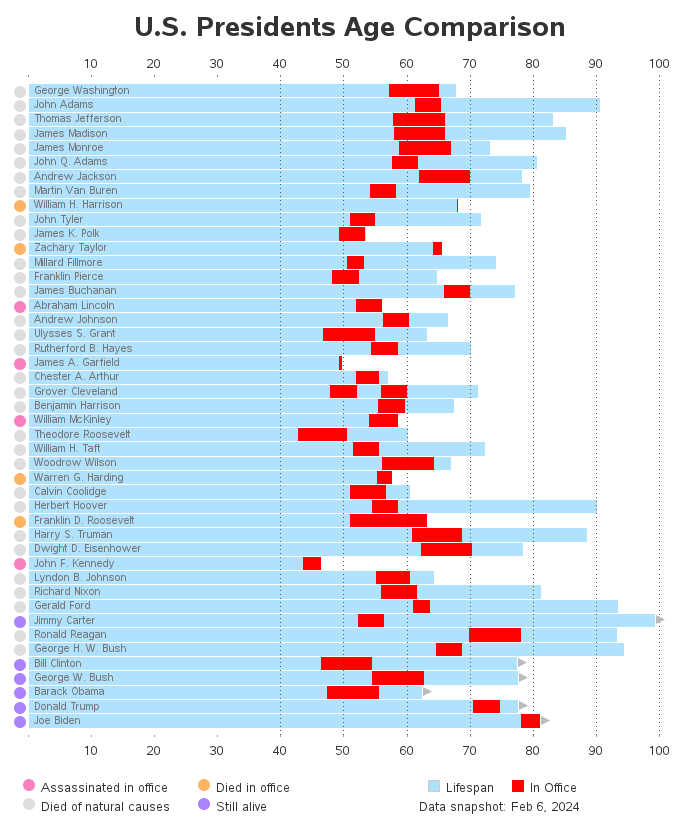 U.S. Presidents Age Comparison
10 20 30 40 50 60 70 80 90 100
George Washington
John Adams
Thomas Jefferson
James Madison
James Monroe
John Q. Adams
Andrew Jackson
Martin Van Buren
William H. Harrison
John Tyler
James K. Polk
Zachary Taylor
Millard Fillmore
Franklin Pierce
James Buchanan
Abraham Lincoln
Andrew Johnson
Ulysses S. Grant
Rutherford B. Hayes
James A. Garfield
Chester A. Arthur
Grover Cleveland
Benjamin Harrison
William McKinley
Theodore Roosevelt
William H. Taft
Woodrow Wilson
Warren G. Harding
Calvin Coolidge
Herbert Hoover
Franklin D. Roosevelt
Harry S. Truman
Dwight D. Eisenhower
John F. Kennedy
Lyndon B. Johnson
Richard Nixon
Gerald Ford
Jimmy Carter
Ronald Reagan
George H. W. Bush
Bill Clinton
George W. Bush
Barack Obama
Donald Trump
Joe Biden
10 20 30 40 50 60 70 80 90 100
Assassinated in office Died in office Lifespan In Office
Died of natural causes Still alive Data snapshot: Feb 6, 2024